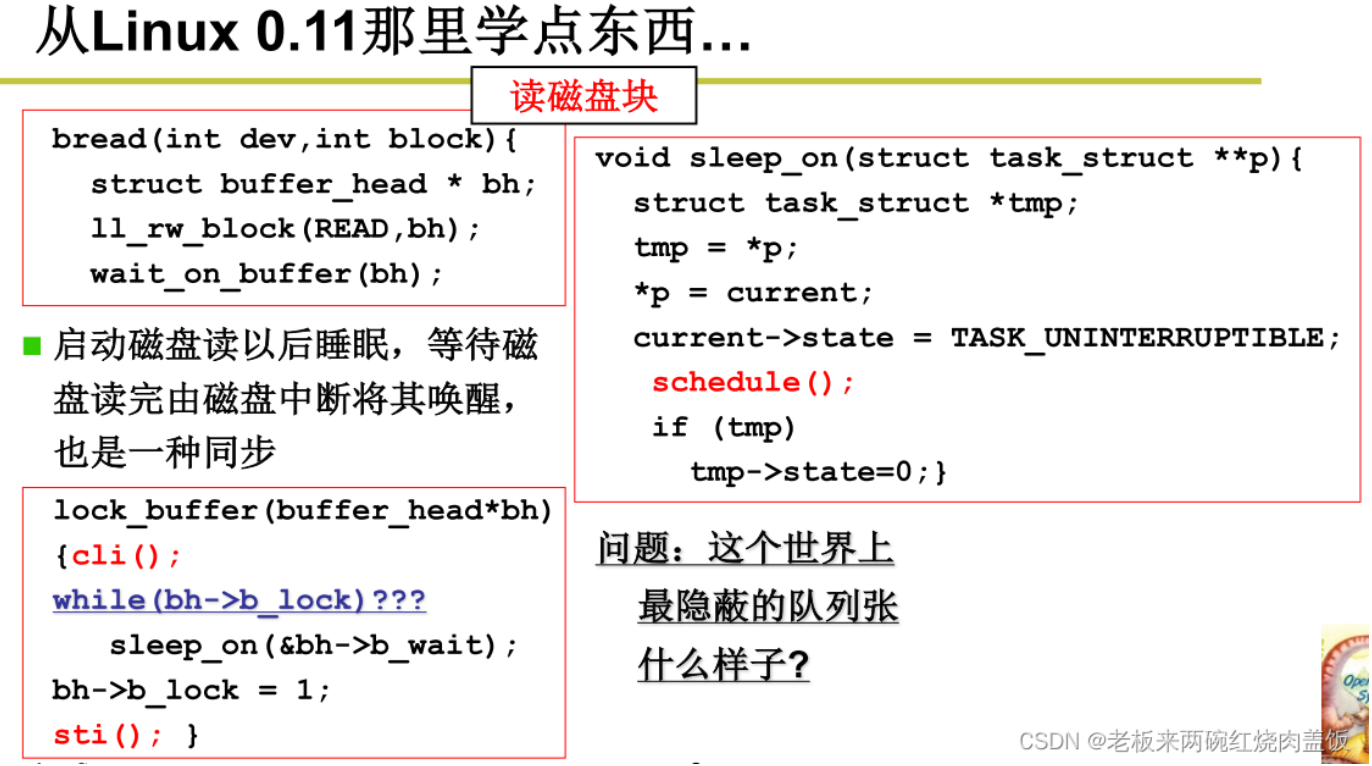 从Linux 0.11那里学点东西…
读磁盘块
bread(int dev,int block){
struct buffer_head * bh;
ll_rw_block(READ,bh);
wait_on_buffer(bh);
启动磁盘读以后睡眠，等待磁
盘读完由磁盘中断将其唤醒，
也是一种同步
lock_buffer(buffer_head*bh)
{cli();
while(bh->b_lock)???
sleep_on(&bh->b_wait);
bh->b_lock = 1;
sti(); }
void sleep_on(struct task_struct **p){
struct task_struct *tmp;
tmp = *p;
*p = current;
current->state = TASK_UNINTERRUPTIBLE;
schedule();
if (tmp)
tmp->state=0;}
问题：这个世界上
最隐蔽的队列张
什么样子?
CSDN @老板来两碗红烧肉盖饭